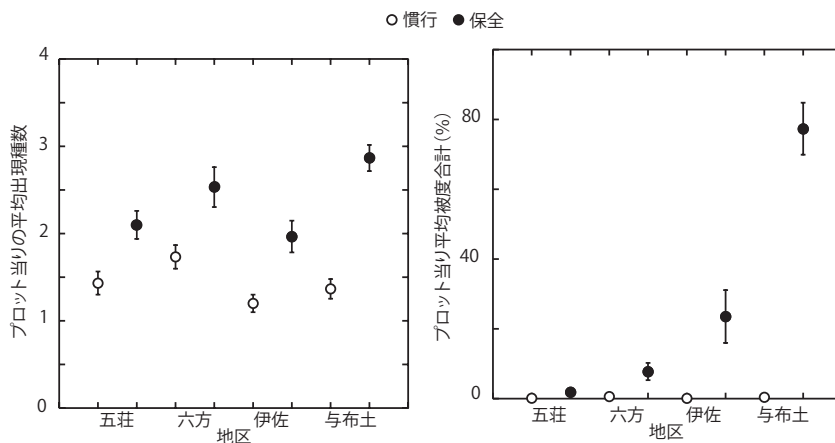 慣行 保全
プロット当りの平均出現種数
4
3
2
1
0
五荘 六方 伊佐 与布土
地区
プロット当り平均被度合計(%)
80
40
0
五荘 六方 伊佐 与布土
地区